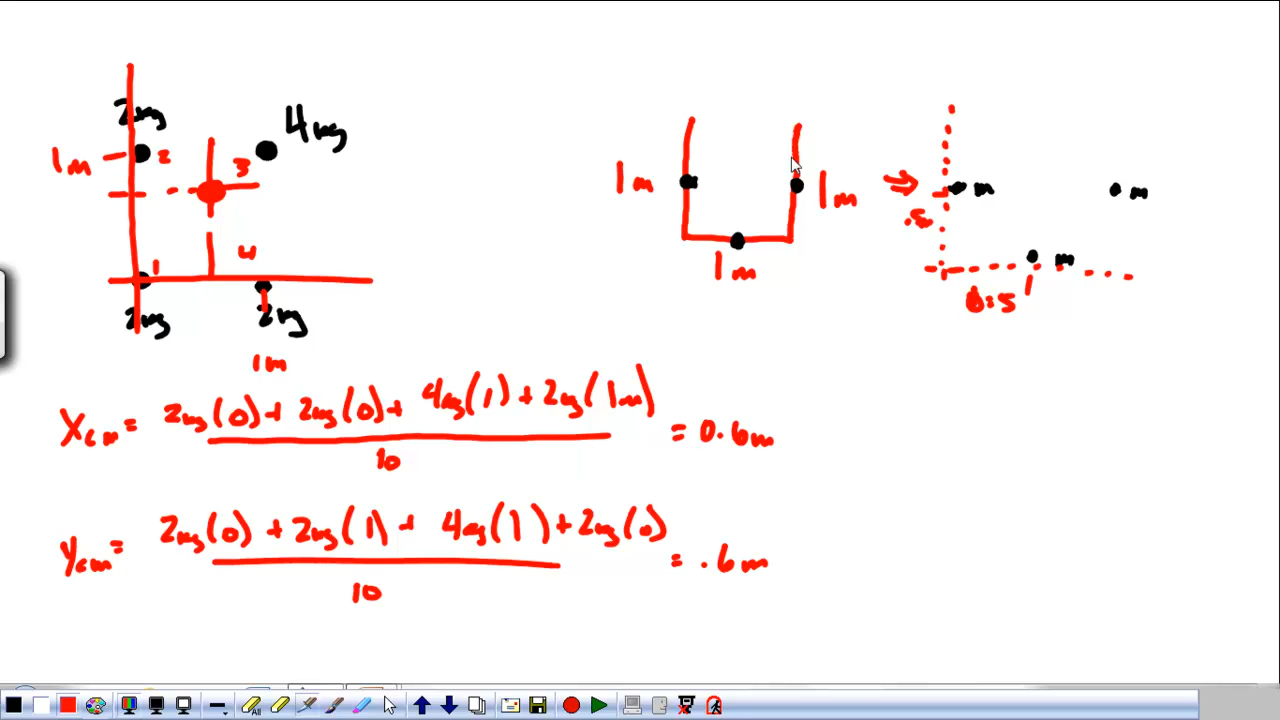 2kg
4kg
1m
2
3
1
4
2kg
2kg
1m
1m
1m
1m
⇒
m
m
.5
m
0.5
Xcm = 2kg(0) + 2kg(0) + 4kg(1) + 2kg(1m) / 10 = 0.6m
Ycm = 2kg(0) + 2kg(1) + 4kg(1) + 2kg(0) / 10 = .6m
All